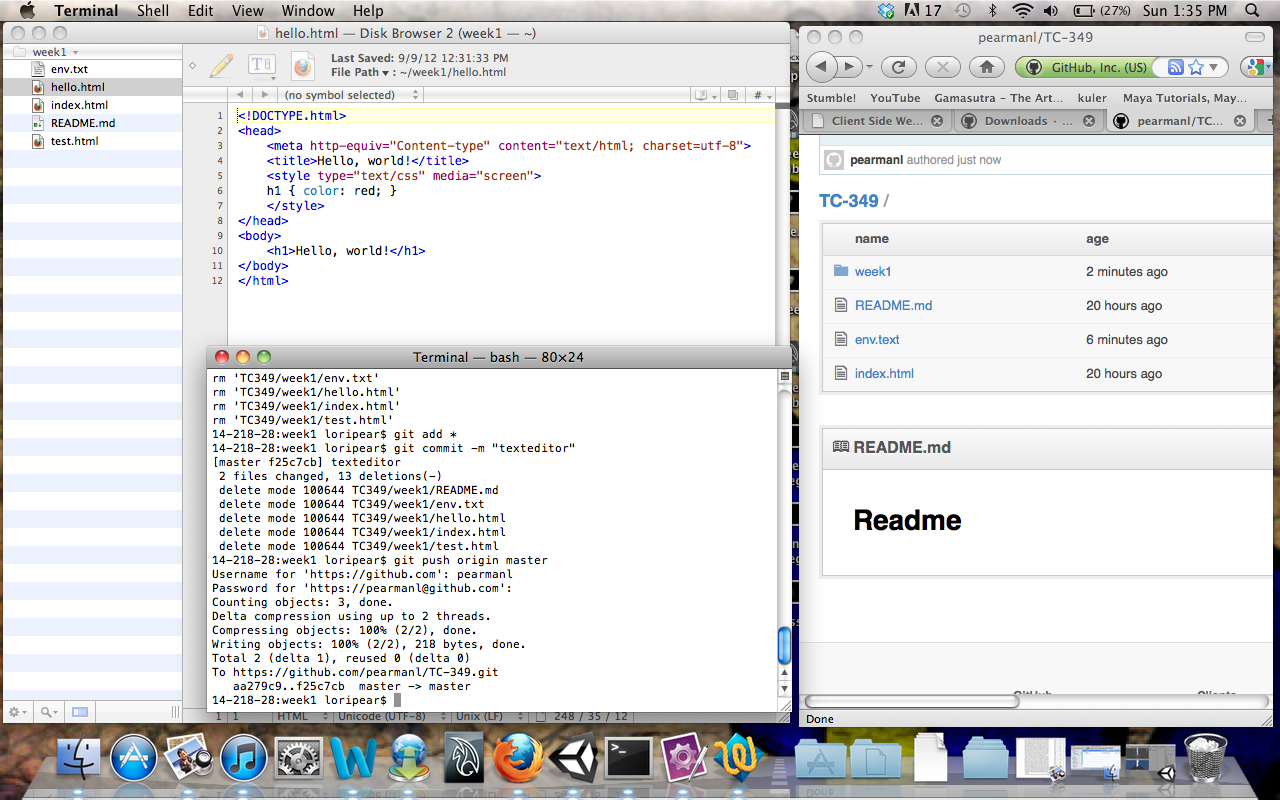 Terminal Shell Edit View Window Help 17 (27%) Sun 1:35 PM
hello.html — Disk Browser 2 (week1 — ~)
week1
env.txt
hello.html
index.html
README.md
test.html
Last Saved: 9/9/12 12:31:33 PM
File Path ▾ : ~/week1/hello.html
(no symbol selected)
#
1 <!DOCTYPE.html>
2 <head>
3 <meta http-equiv="Content-type" content="text/html; charset=utf-8">
4 <title>Hello, world!</title>
5 <style type="text/css" media="screen">
6 h1 { color: red; }
7 </style>
8 </head>
9 <body>
10 <h1>Hello, world!</h1>
11 </body>
12 </html>
Terminal — bash — 80×24
rm 'TC349/week1/env.txt'
rm 'TC349/week1/hello.html'
rm 'TC349/week1/index.html'
rm 'TC349/week1/test.html'
14-218-28:week1 loripear$ git add *
14-218-28:week1 loripear$ git commit -m "texteditor"
[master f25c7cb] texteditor
2 files changed, 13 deletions(-)
delete mode 100644 TC349/week1/README.md
delete mode 100644 TC349/week1/env.txt
delete mode 100644 TC349/week1/hello.html
delete mode 100644 TC349/week1/index.html
delete mode 100644 TC349/week1/test.html
14-218-28:week1 loripear$ git push origin master
Username for 'https://github.com': pearmanl
Password for 'https://pearmanl@github.com':
Counting objects: 3, done.
Delta compression using up to 2 threads.
Compressing objects: 100% (2/2), done.
Writing objects: 100% (2/2), 218 bytes, done.
Total 2 (delta 1), reused 0 (delta 0)
To https://github.com/pearmanl/TC-349.git
aa279c9..f25c7cb master -> master
14-218-28:week1 loripear$
1 1 HTML Unicode (UTF-8) Unix (LF) 248 / 35 / 12
pearmanl/TC-349
GitHub, Inc. (US)
Stumble! YouTube Gamasutra - The Art... kuler Maya Tutorials, May...
Client Side We... Downloads · ... pearmanl/TC...
pearmanl authored just now
TC-349 /
name age
week1 2 minutes ago
README.md 20 hours ago
env.text 6 minutes ago
index.html 20 hours ago
README.md
Readme
GitHub Clients
Done